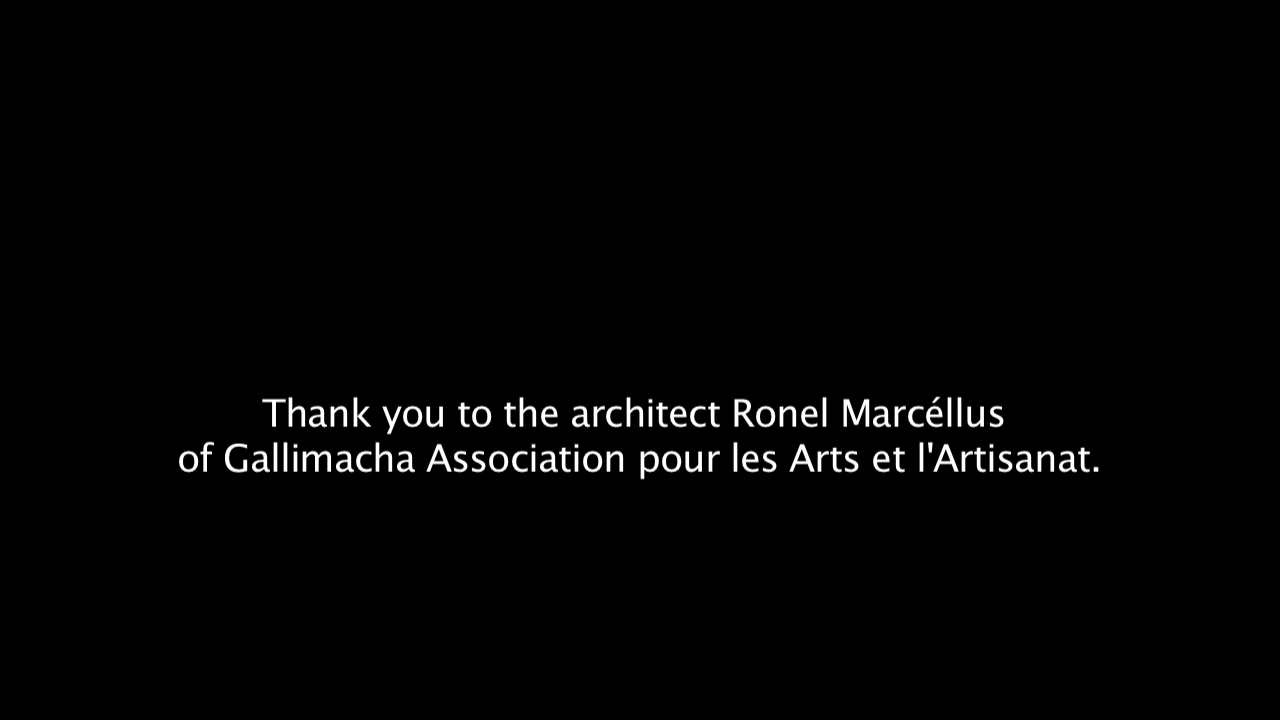 Thank you to the architect Ronel Marcéllus
of Gallimacha Association pour les Arts et l'Artisanat.